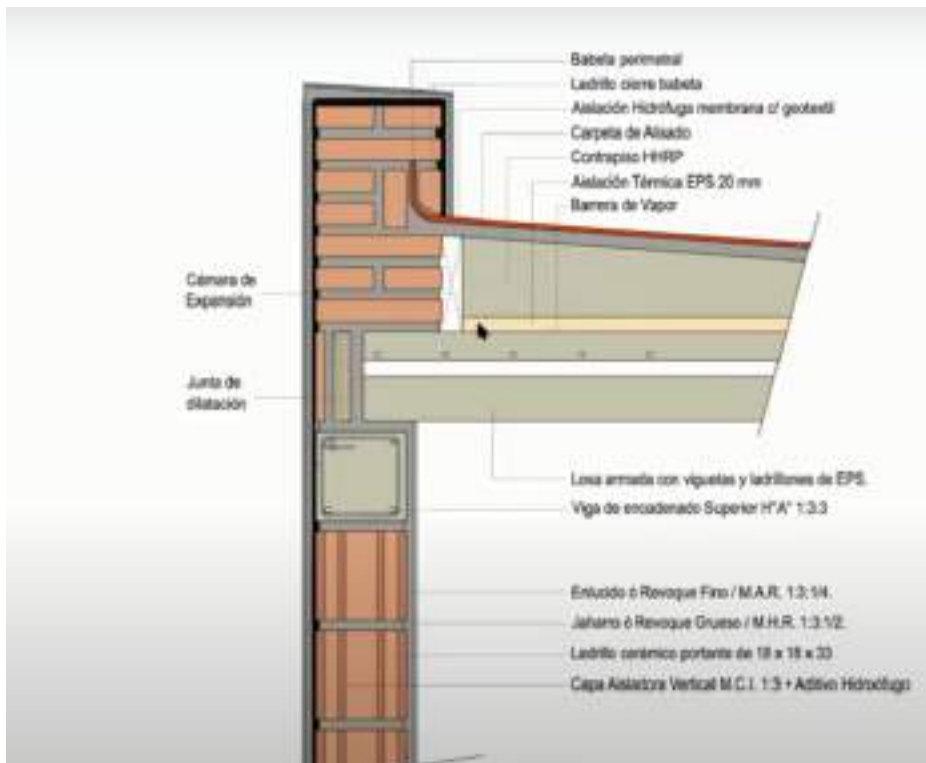 Babeta perimetral
Ladrillo cierre babeta
Aislación Hidrófuga membrana c/ geotextil
Carpeta de Alisado
Contrapiso HHRP
Aislación Térmica EPS 20 mm
Barrera de Vapor
Cámara de
Expansión
Junta de
dilatación
Losa armada con viguetas y ladrillones de EPS.
Viga de encadenado Superior H°A° 1:3:3
Enlucido ó Revoque Fino / M.A.R. 1:3:1/4.
Jaharro ó Revoque Grueso / M.H.R. 1:3:1/2.
Ladrillo cerámico portante de 18 x 18 x 33
Capa Aisladora Vertical M.C.I. 1:3 + Aditivo Hidrófugo